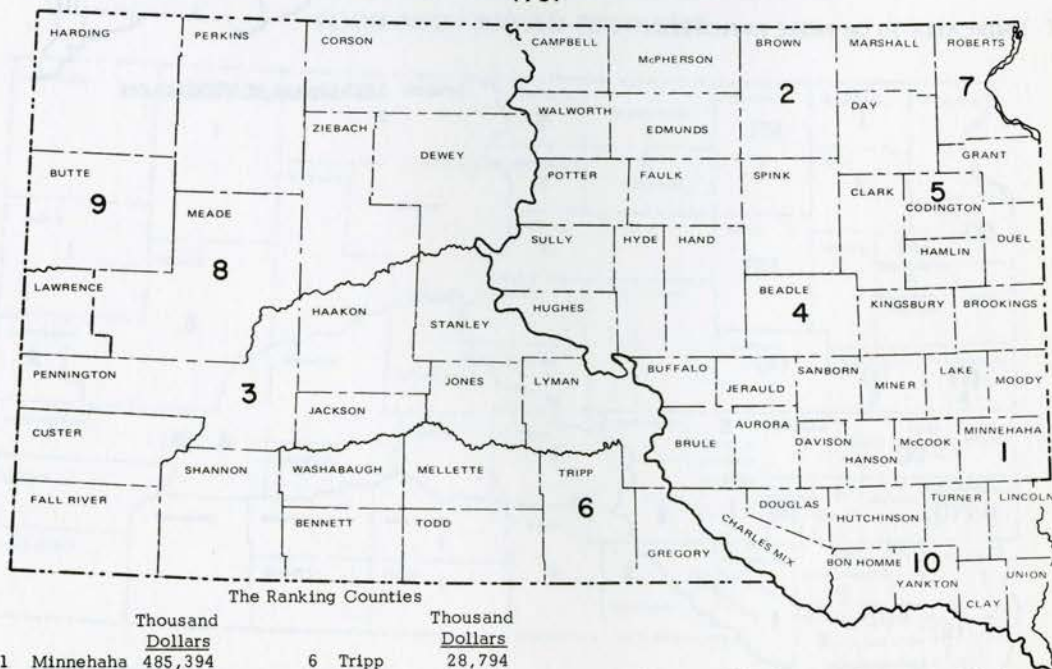 HARDING PERKINS CORSON CAMPBELL McPHERSON BROWN MARSHALL ROBERTS
2 7
WALWORTH DAY
ZIEBACH EDMUNDS
DEWEY GRANT
BUTTE POTTER FAULK SPINK CLARK 5
9 CODINGTON
MEADE
SULLY HYDE HAND HAMLIN DUEL
8
LAWRENCE HAAKON BEADLE
STANLEY HUGHES 4 KINGSBURY BROOKINGS
PENNINGTON BUFFALO SANBORN LAKE
3 JONES LYMAN JERAULD MINER MOODY
JACKSON
CUSTER AURORA MINNEHAHA
BRULE DAVISON McCOOK 1
SHANNON WASHABAUGH MELLETTE TRIPP HANSON
FALL RIVER 6 DOUGLAS TURNER LINCOLN
BENNETT TODD HUTCHINSON
CHARLES MIX
GREGORY BON HOMME 10 UNION
YANKTON
CLAY
The Ranking Counties
Thousand Thousand
Dollars Dollars
1 Minnehaha 485,394 6 Tripp 28,794